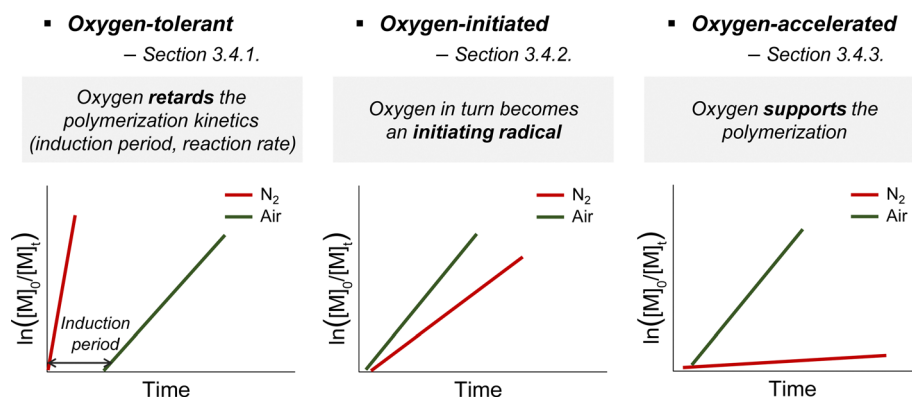 ▪ Oxygen-tolerant
– Section 3.4.1.
Oxygen retards the
polymerization kinetics
(induction period, reaction rate)
N₂
Air
ln([M]₀/[M]ₜ)
Induction
period
Time
▪ Oxygen-initiated
– Section 3.4.2.
Oxygen in turn becomes
an initiating radical
N₂
Air
ln([M]₀/[M]ₜ)
Time
▪ Oxygen-accelerated
– Section 3.4.3.
Oxygen supports the
polymerization
N₂
Air
ln([M]₀/[M]ₜ)
Time